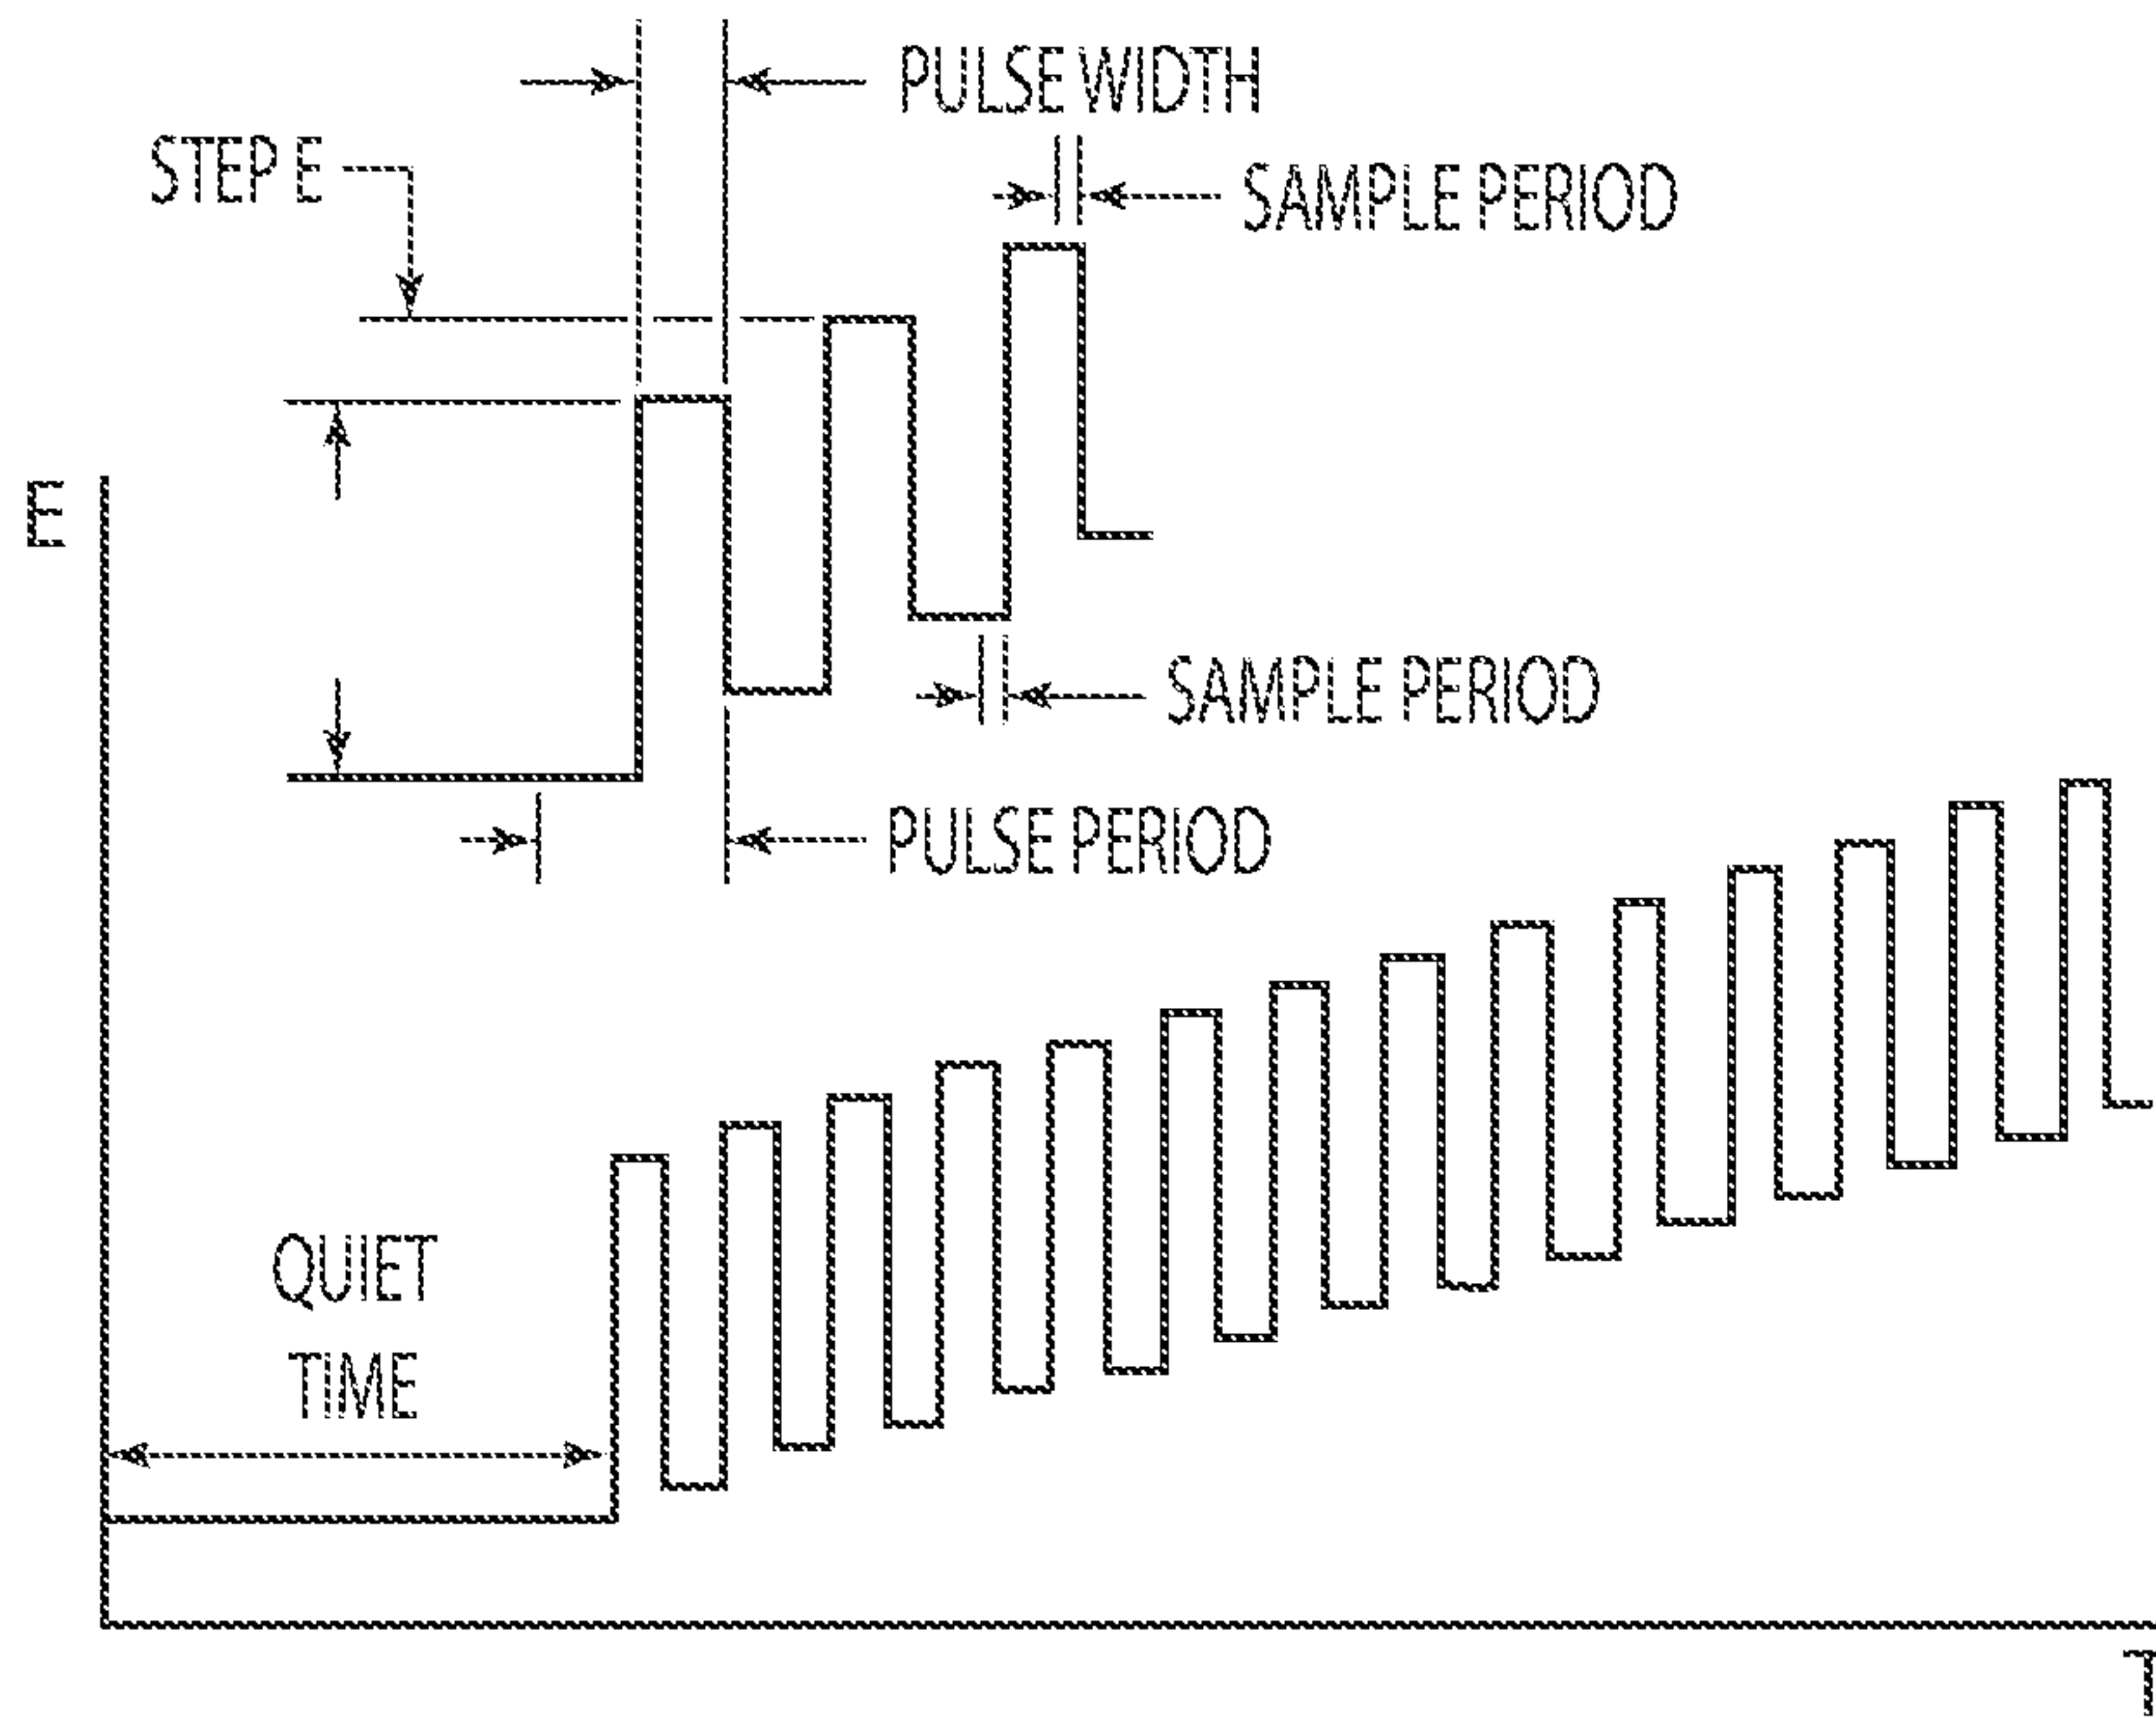 PULSE WIDTH
STEP E
SAMPLE PERIOD
E
SAMPLE PERIOD
PULSE PERIOD
QUIET
TIME
T